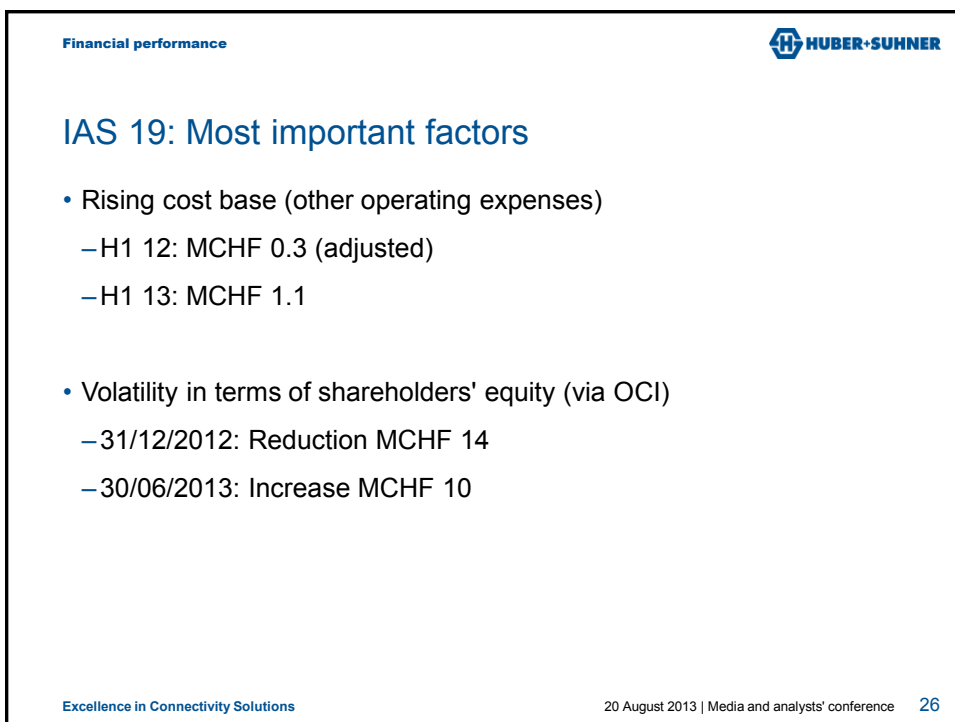 Financial performance
HUBER+SUHNER
IAS 19: Most important factors
• Rising cost base (other operating expenses)
–H1 12: MCHF 0.3 (adjusted)
–H1 13: MCHF 1.1
• Volatility in terms of shareholders' equity (via OCI)
–31/12/2012: Reduction MCHF 14
–30/06/2013: Increase MCHF 10
Excellence in Connectivity Solutions
20 August 2013 | Media and analysts' conference 26